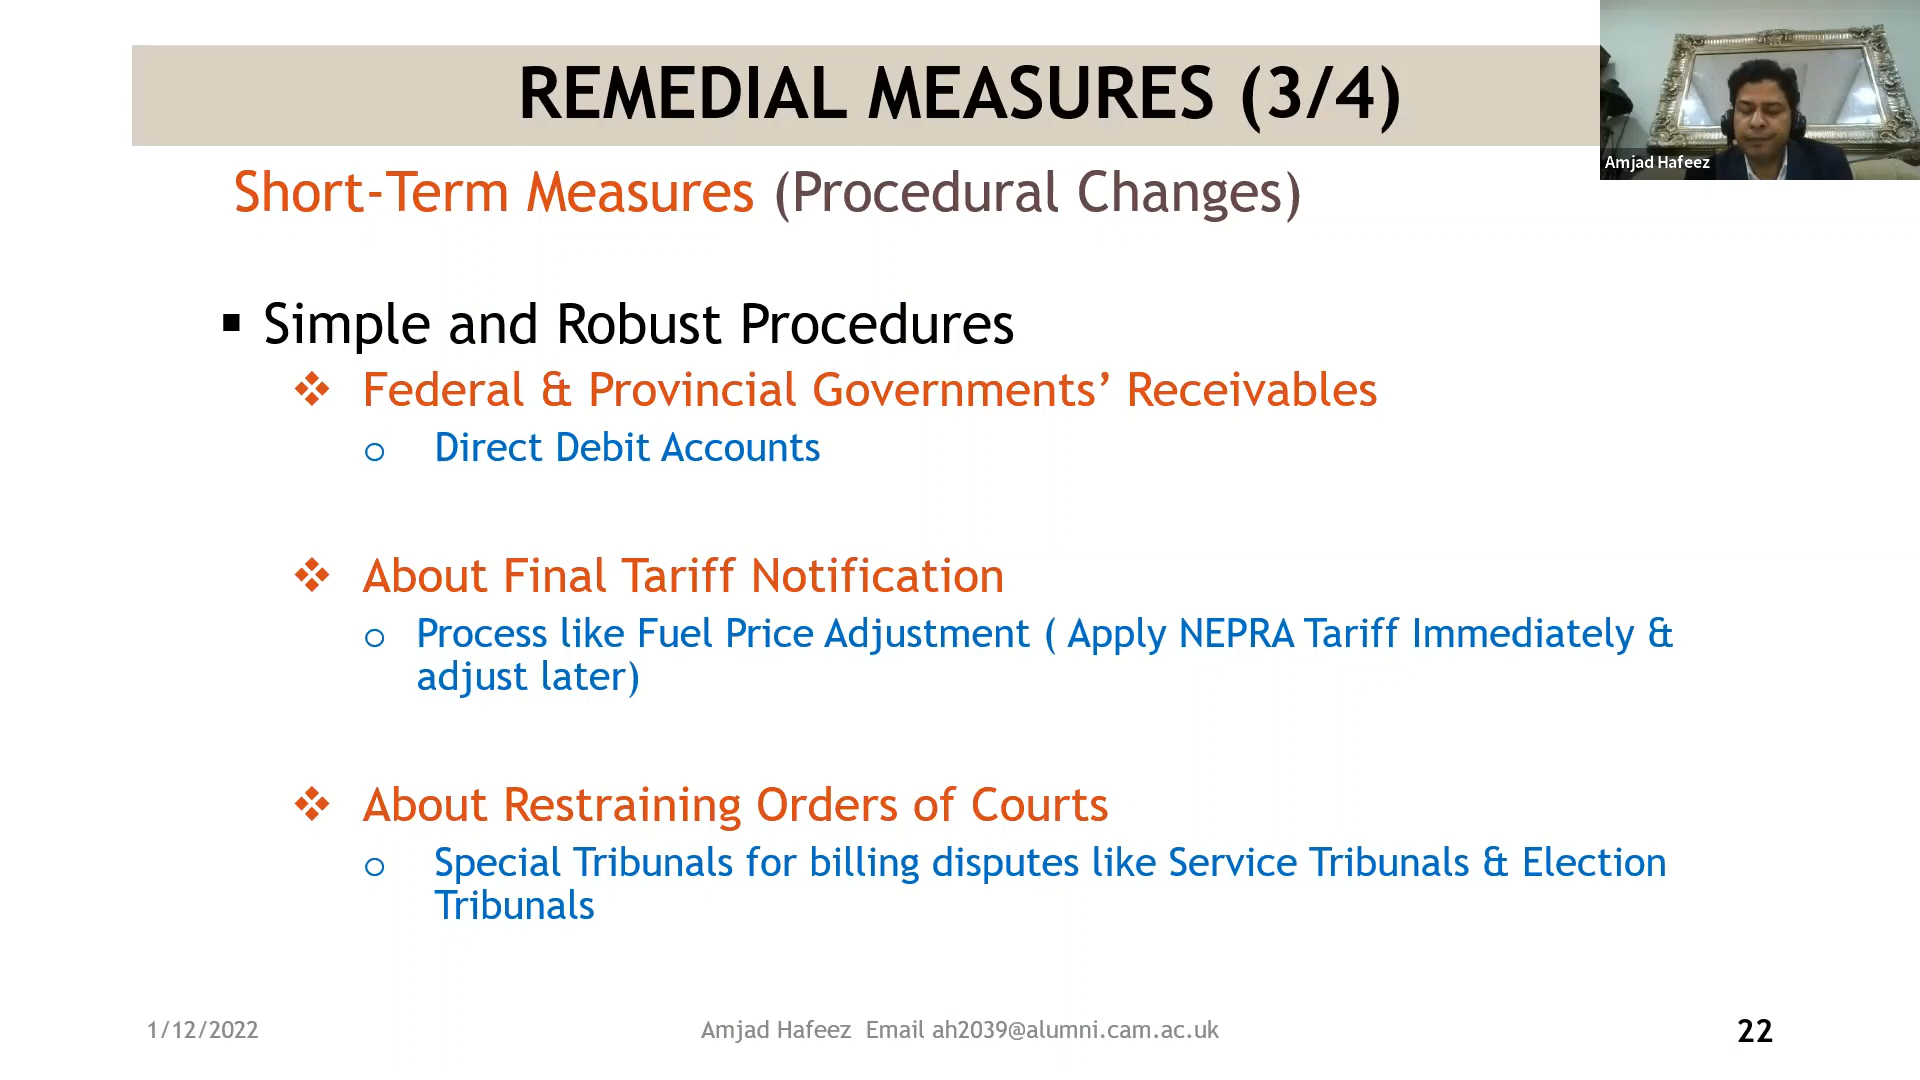 REMEDIAL MEASURES (3/4)
Amjad Hafeez
Short-Term Measures (Procedural Changes)
▪ Simple and Robust Procedures
❖ Federal & Provincial Governments’ Receivables
o Direct Debit Accounts
❖ About Final Tariff Notification
o Process like Fuel Price Adjustment ( Apply NEPRA Tariff Immediately &
adjust later)
❖ About Restraining Orders of Courts
o Special Tribunals for billing disputes like Service Tribunals & Election
Tribunals
1/12/2022
Amjad Hafeez Email ah2039@alumni.cam.ac.uk
22